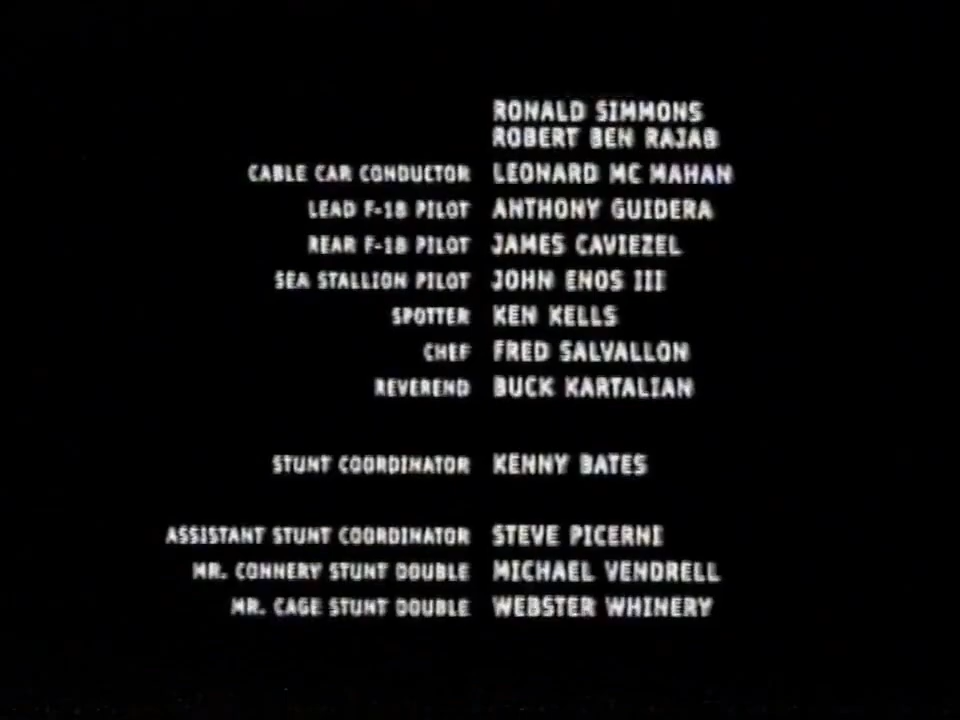 RONALD SIMMONS
ROBERT BEN RAJAB
CABLE CAR CONDUCTOR LEONARD MC MAHAN
LEAD F-18 PILOT ANTHONY GUIDERA
REAR F-18 PILOT JAMES CAVIEZEL
SEA STALLION PILOT JOHN ENOS III
SPOTTER KEN KELLS
CHEF FRED SALVALLON
REVEREND BUCK KARTALIAN
STUNT COORDINATOR KENNY BATES
ASSISTANT STUNT COORDINATOR STEVE PICERNI
MR. CONNERY STUNT DOUBLE MICHAEL VENDRELL
MR. CAGE STUNT DOUBLE WEBSTER WHINERY